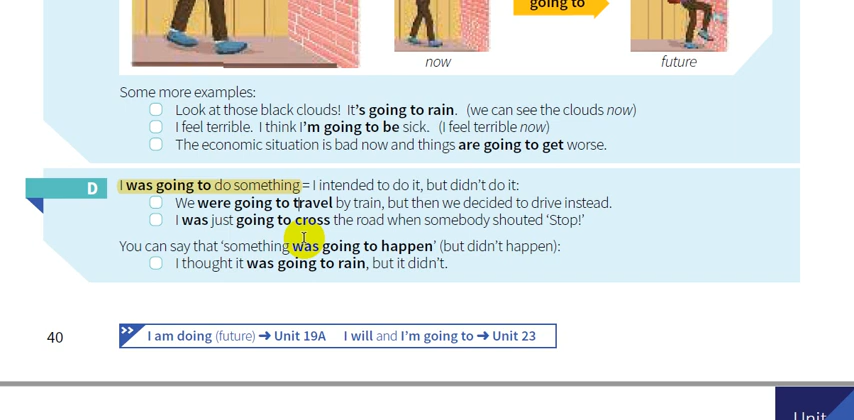 going to
now
future
Some more examples:
Look at those black clouds! It's going to rain. (we can see the clouds now)
I feel terrible. I think I'm going to be sick. (I feel terrible now)
The economic situation is bad now and things are going to get worse.
D
I was going to do something = I intended to do it, but didn't do it:
We were going to travel by train, but then we decided to drive instead.
I was just going to cross the road when somebody shouted 'Stop!'
You can say that 'something was going to happen' (but didn't happen):
I thought it was going to rain, but it didn't.
40
>> I am doing (future) ➜ Unit 19A I will and I'm going to ➜ Unit 23
Unit